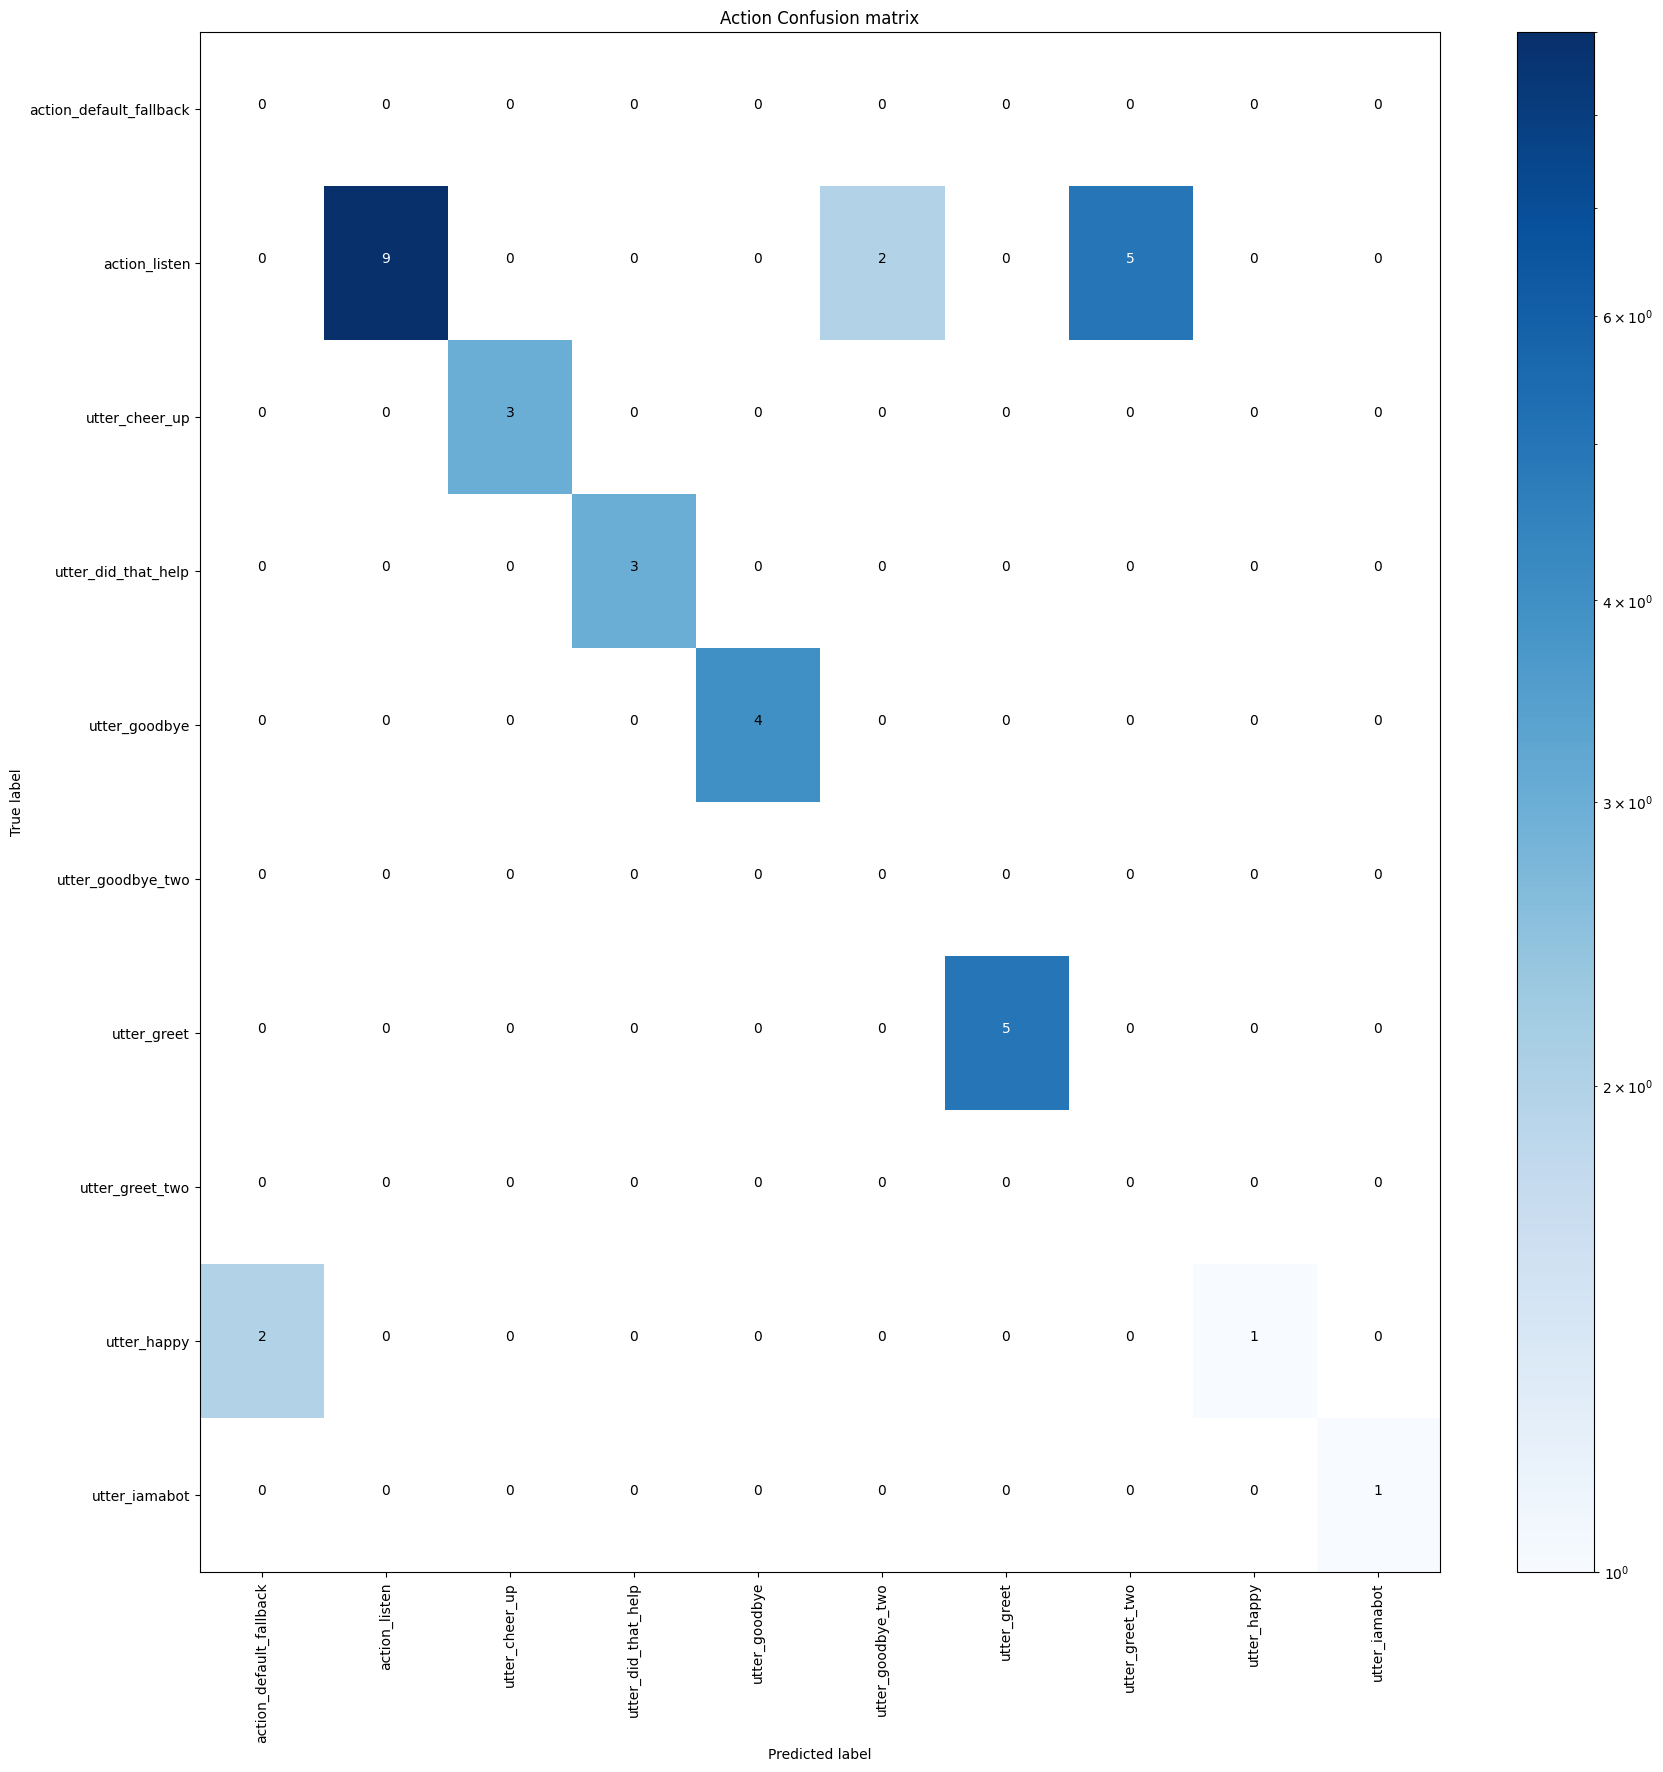 Action Confusion matrix
action_default_fallback 0 0 0 0 0 0 0 0 0 0
action_listen 0 9 0 0 0 2 0 5 0 0
6 × 10⁰
utter_cheer_up 0 0 3 0 0 0 0 0 0 0
utter_did_that_help 0 0 0 3 0 0 0 0 0 0
4 × 10⁰
utter_goodbye 0 0 0 0 4 0 0 0 0 0
True label
3 × 10⁰
utter_goodbye_two 0 0 0 0 0 0 0 0 0 0
utter_greet 0 0 0 0 0 0 5 0 0 0
2 × 10⁰
utter_greet_two 0 0 0 0 0 0 0 0 0 0
utter_happy 2 0 0 0 0 0 0 0 1 0
utter_iamabot 0 0 0 0 0 0 0 0 0 1
10⁰
action_default_fallback
action_listen
utter_cheer_up
utter_did_that_help
utter_goodbye
utter_goodbye_two
utter_greet
utter_greet_two
utter_happy
utter_iamabot
Predicted label